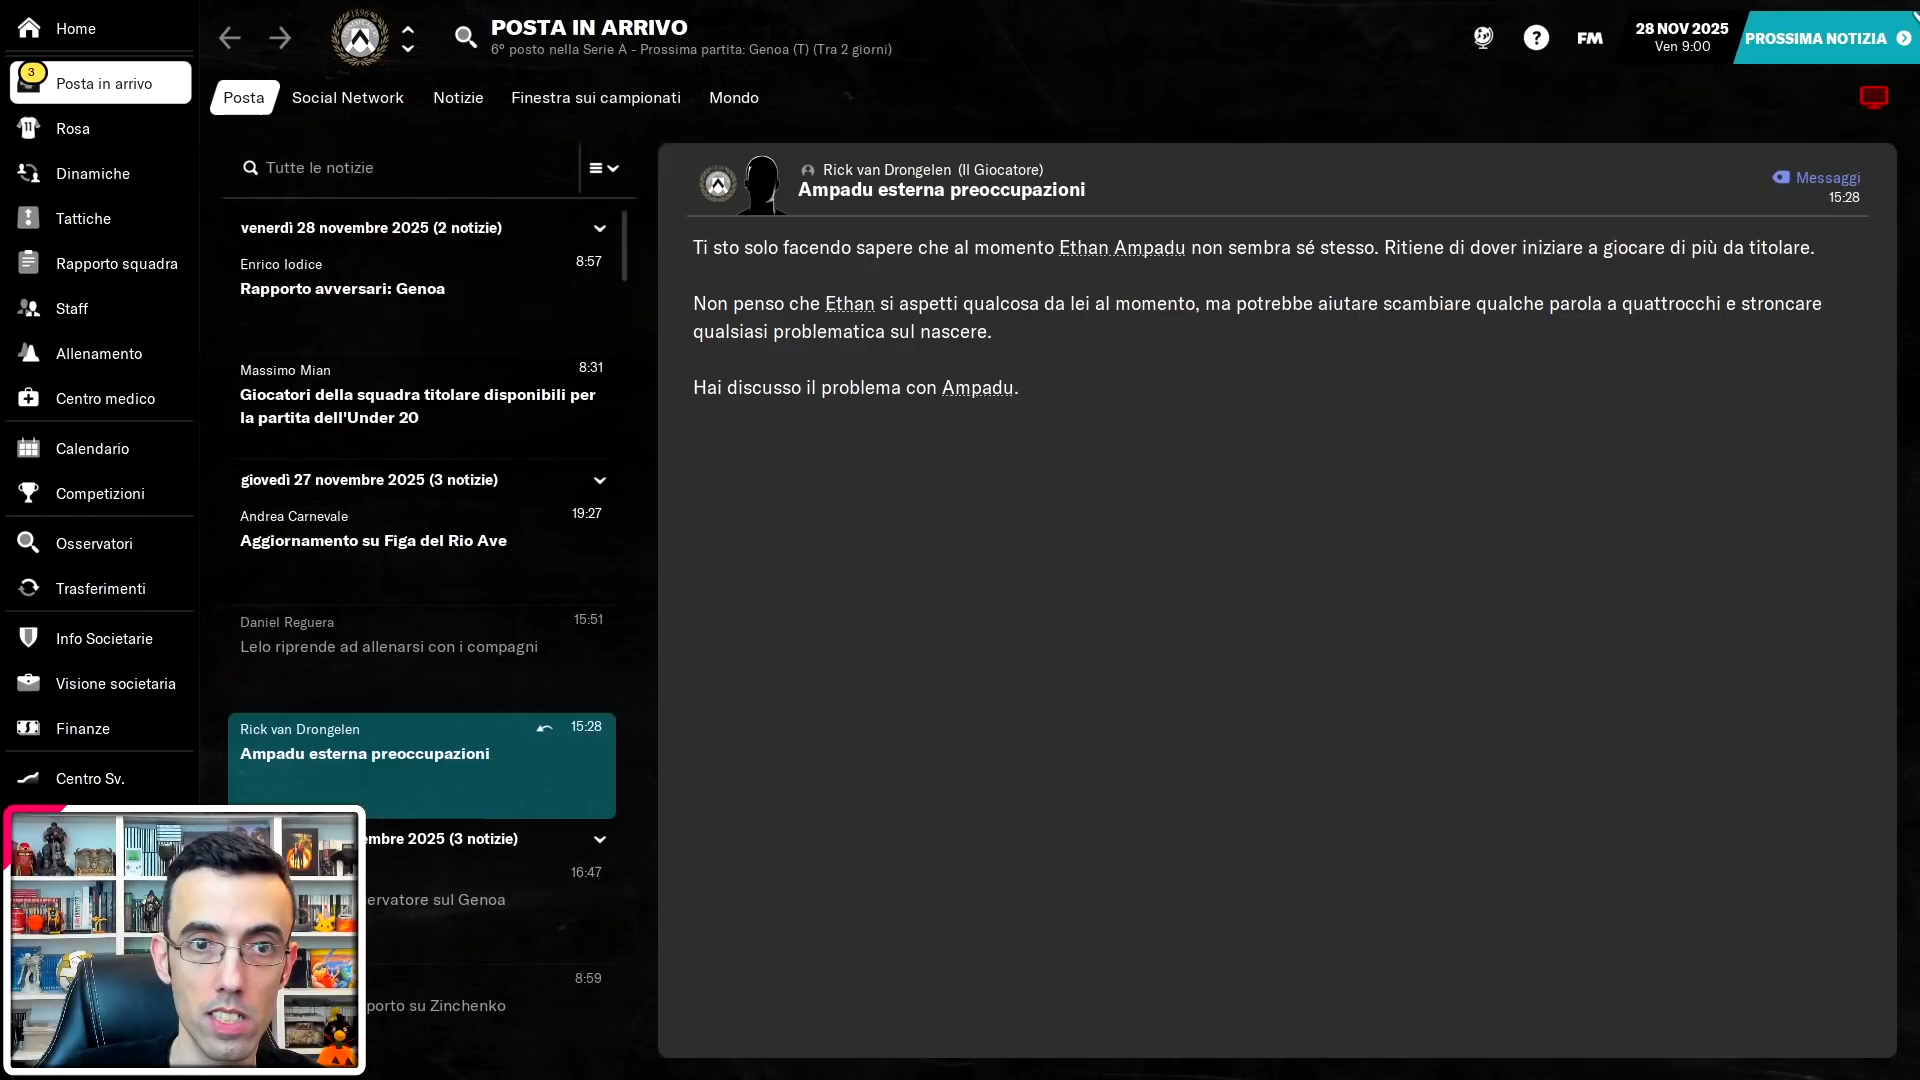 Home
3
Posta in arrivo
Rosa
Dinamiche
Tattiche
Rapporto squadra
Staff
Allenamento
Centro medico
Calendario
Competizioni
Osservatori
Trasferimenti
Info Societarie
Visione societaria
Finanze
Centro Sv.
1896
POSTA IN ARRIVO
6º posto nella Serie A - Prossima partita: Genoa (T) (Tra 2 giorni)
?
FM
28 NOV 2025
Ven 9:00
PROSSIMA NOTIZIA
Posta
Social Network
Notizie
Finestra sui campionati
Mondo
Tutte le notizie
venerdì 28 novembre 2025 (2 notizie)
Enrico Iodice
8:57
Rapporto avversari: Genoa
Massimo Mian
8:31
Giocatori della squadra titolare disponibili per
la partita dell'Under 20
giovedì 27 novembre 2025 (3 notizie)
Andrea Carnevale
19:27
Aggiornamento su Figa del Rio Ave
Daniel Reguera
15:51
Lelo riprende ad allenarsi con i compagni
Rick van Drongelen
15:28
Ampadu esterna preoccupazioni
embre 2025 (3 notizie)
16:47
servatore sul Genoa
8:59
porto su Zinchenko
Rick van Drongelen (Il Giocatore)
Ampadu esterna preoccupazioni
Messaggi
15:28
Ti sto solo facendo sapere che al momento Ethan Ampadu non sembra sé stesso. Ritiene di dover iniziare a giocare di più da titolare.
Non penso che Ethan si aspetti qualcosa da lei al momento, ma potrebbe aiutare scambiare qualche parola a quattrocchi e stroncare
qualsiasi problematica sul nascere.
Hai discusso il problema con Ampadu.